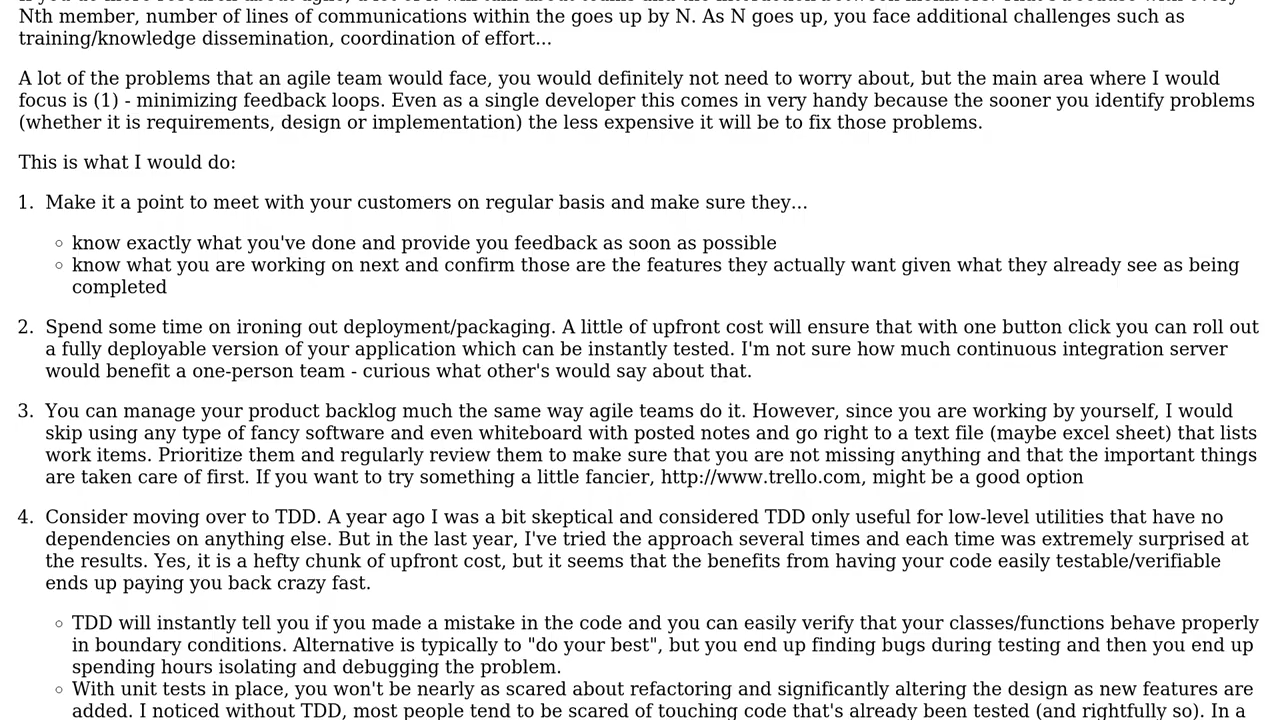 Nth member, number of lines of communications within the goes up by N. As N goes up, you face additional challenges such as
training/knowledge dissemination, coordination of effort...
A lot of the problems that an agile team would face, you would definitely not need to worry about, but the main area where I would
focus is (1) - minimizing feedback loops. Even as a single developer this comes in very handy because the sooner you identify problems
(whether it is requirements, design or implementation) the less expensive it will be to fix those problems.
This is what I would do:
1. Make it a point to meet with your customers on regular basis and make sure they...
◦ know exactly what you've done and provide you feedback as soon as possible
◦ know what you are working on next and confirm those are the features they actually want given what they already see as being
completed
2. Spend some time on ironing out deployment/packaging. A little of upfront cost will ensure that with one button click you can roll out
a fully deployable version of your application which can be instantly tested. I'm not sure how much continuous integration server
would benefit a one-person team - curious what other's would say about that.
3. You can manage your product backlog much the same way agile teams do it. However, since you are working by yourself, I would
skip using any type of fancy software and even whiteboard with posted notes and go right to a text file (maybe excel sheet) that lists
work items. Prioritize them and regularly review them to make sure that you are not missing anything and that the important things
are taken care of first. If you want to try something a little fancier, http://www.trello.com, might be a good option
4. Consider moving over to TDD. A year ago I was a bit skeptical and considered TDD only useful for low-level utilities that have no
dependencies on anything else. But in the last year, I've tried the approach several times and each time was extremely surprised at
the results. Yes, it is a hefty chunk of upfront cost, but it seems that the benefits from having your code easily testable/verifiable
ends up paying you back crazy fast.
◦ TDD will instantly tell you if you made a mistake in the code and you can easily verify that your classes/functions behave properly
in boundary conditions. Alternative is typically to "do your best", but you end up finding bugs during testing and then you end up
spending hours isolating and debugging the problem.
◦ With unit tests in place, you won't be nearly as scared about refactoring and significantly altering the design as new features are
added. I noticed without TDD, most people tend to be scared of touching code that's already been tested (and rightfully so). In a